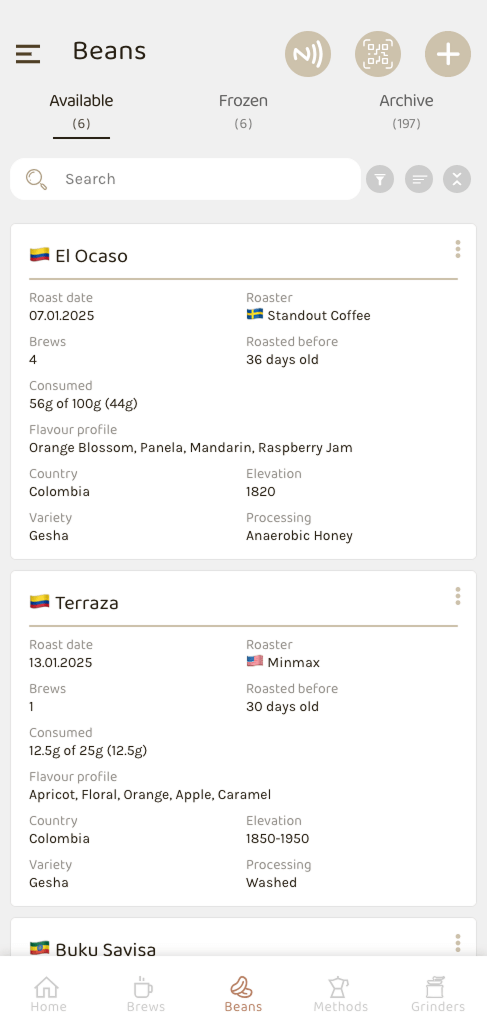 Beans
Available Frozen Archive
(6) (6) (197)
Search
El Ocaso
Roast date Roaster
07.01.2025 Standout Coffee
Brews Roasted before
4 36 days old
Consumed
56g of 100g (44g)
Flavour profile
Orange Blossom, Panela, Mandarin, Raspberry Jam
Country Elevation
Colombia 1820
Variety Processing
Gesha Anaerobic Honey
Terraza
Roast date Roaster
13.01.2025 Minmax
Brews Roasted before
1 30 days old
Consumed
12.5g of 25g (12.5g)
Flavour profile
Apricot, Floral, Orange, Apple, Caramel
Country Elevation
Colombia 1850-1950
Variety Processing
Gesha Washed
Buku Sayisa
Home Brews Beans Methods Grinders